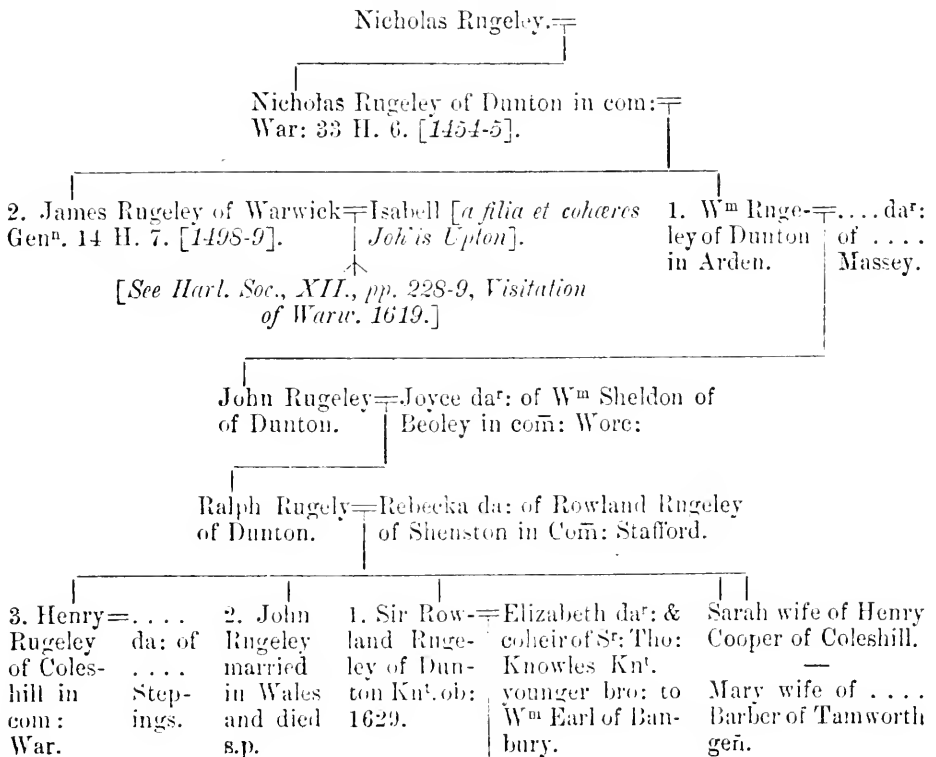 Nicholas Rugeley.
Nicholas Rugeley of Dunton in com:
War: 33 H. 6. [1454-5].
2. James Rugeley of Warwick
Genⁿ. 14 H. 7. [1498-9].
Isabell [a filia et cohæres
Joh'is Upton].
[See Harl. Soc., XII., pp. 228-9, Visitation
of Warw. 1619.]
1. Wᵐ Ruge-
ley of Dunton
in Arden.
.... daʳ:
of ....
Massey.
John Rugeley
of Dunton.
Joyce daʳ: of Wᵐ Sheldon of
Beoley in com̄: Worc:
Ralph Rugely
of Dunton.
Rebecka da: of Rowland Rugeley
of Shenston in Com̄: Stafford.
3. Henry
Rugeley
of Coles-
hill in
com:
War.
....
da: of
....
Step-
ings.
2. John
Rugeley
married
in Wales
and died
s.p.
1. Sir Row-
land Ruge-
ley of Dun-
ton Knᵗ. ob:
1629.
Elizabeth daʳ: &
coheir of Sʳ: Tho:
Knowles Knᵗ.
younger bro: to
Wᵐ Earl of Ban-
bury.
Sarah wife of Henry
Cooper of Coleshill.
—
Mary wife of ....
Barber of Tamworth
geñ.